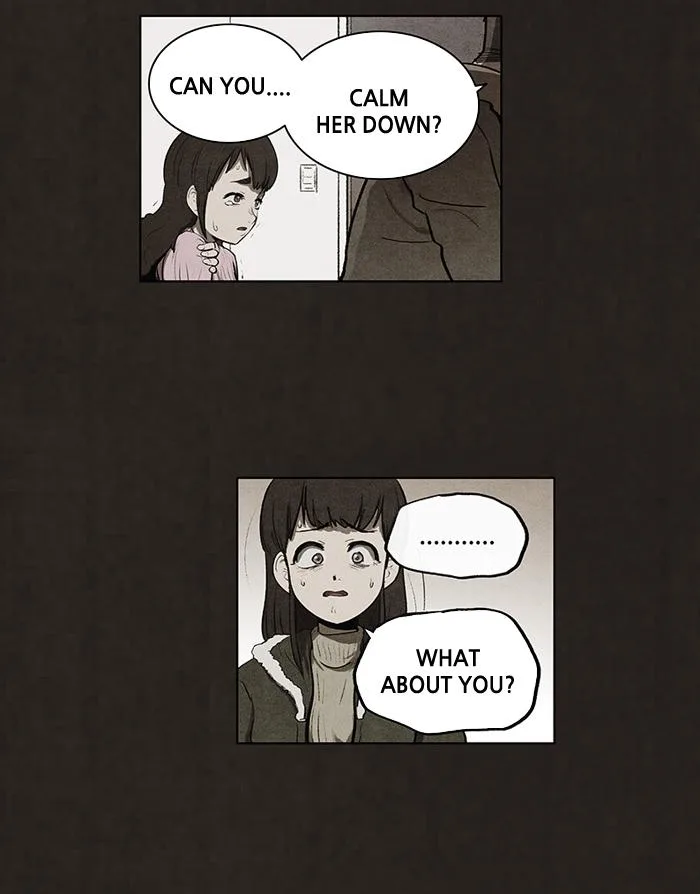 CAN YOU....
CALM
HER DOWN?
...........
WHAT
ABOUT YOU?